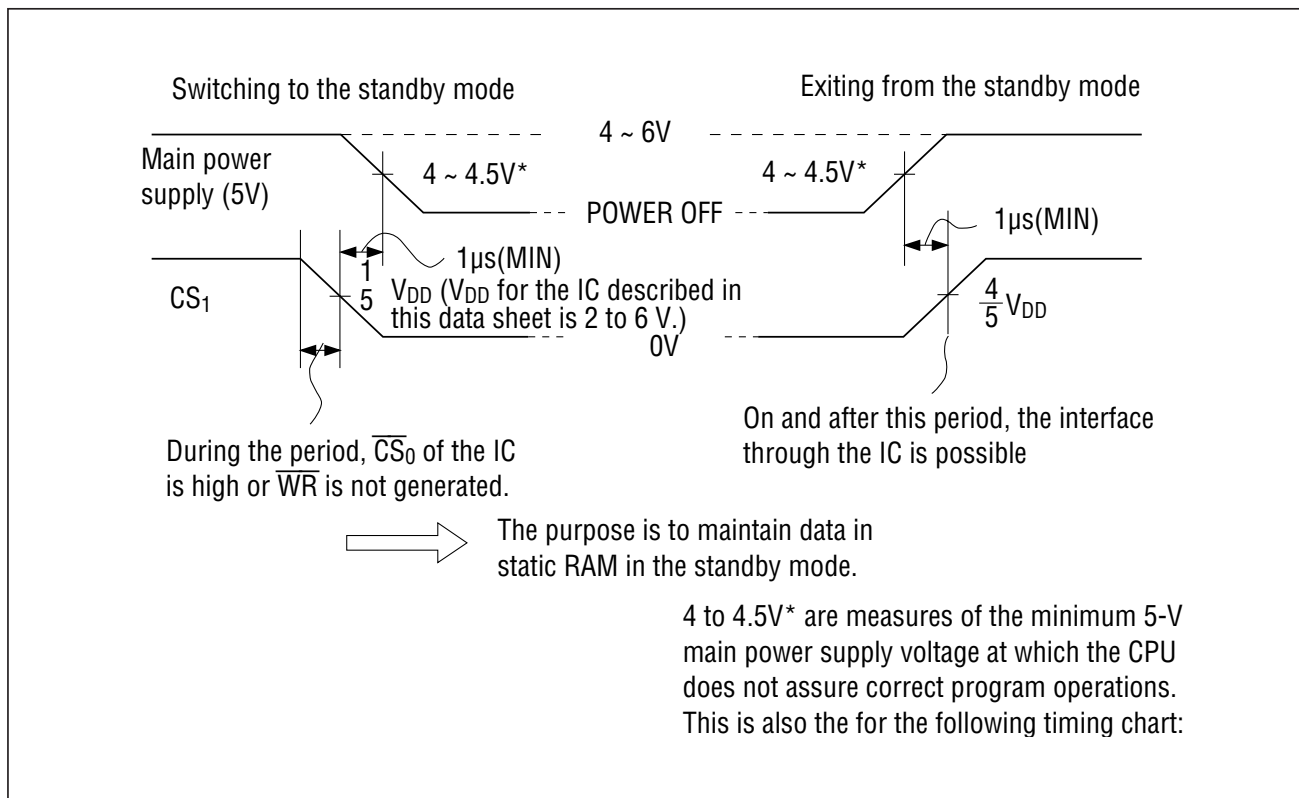 Switching to the standby mode
Exiting from the standby mode
4 ~ 6V
Main power
supply (5V)
4 ~ 4.5V*
4 ~ 4.5V*
POWER OFF
1µs(MIN)
1µs(MIN)
CS1
1
5
VDD (VDD for the IC described in
this data sheet is 2 to 6 V.)
0V
4
5
VDD
During the period, C̅S̅0 of the IC
is high or W̅R̅ is not generated.
On and after this period, the interface
through the IC is possible
The purpose is to maintain data in
static RAM in the standby mode.
4 to 4.5V* are measures of the minimum 5-V
main power supply voltage at which the CPU
does not assure correct program operations.
This is also the for the following timing chart: